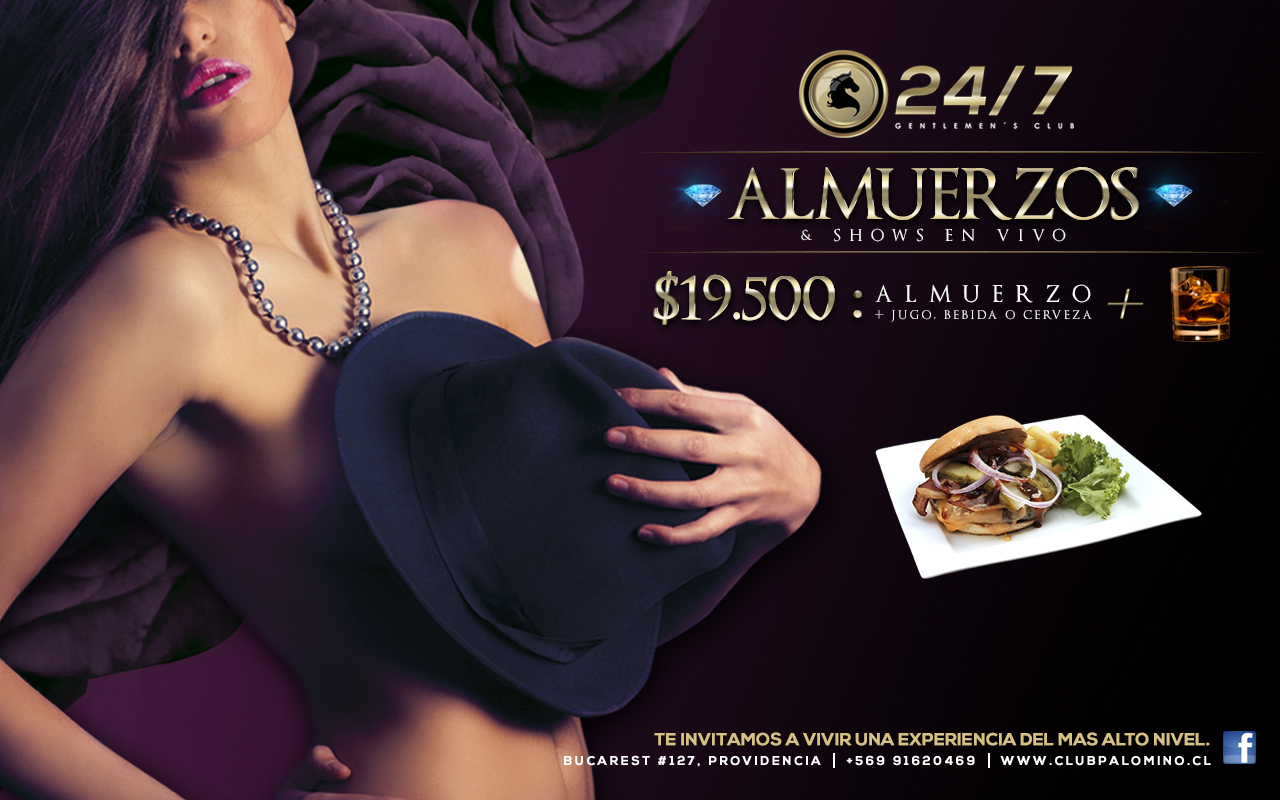 24/7
GENTLEMEN'S CLUB
ALMUERZOS
& SHOWS EN VIVO
$19.500 : ALMUERZO +
+ JUGO, BEBIDA O CERVEZA
TE INVITAMOS A VIVIR UNA EXPERIENCIA DEL MAS ALTO NIVEL.
BUCAREST #127, PROVIDENCIA | +569 91620469 | WWW.CLUBPALOMINO.CL
f